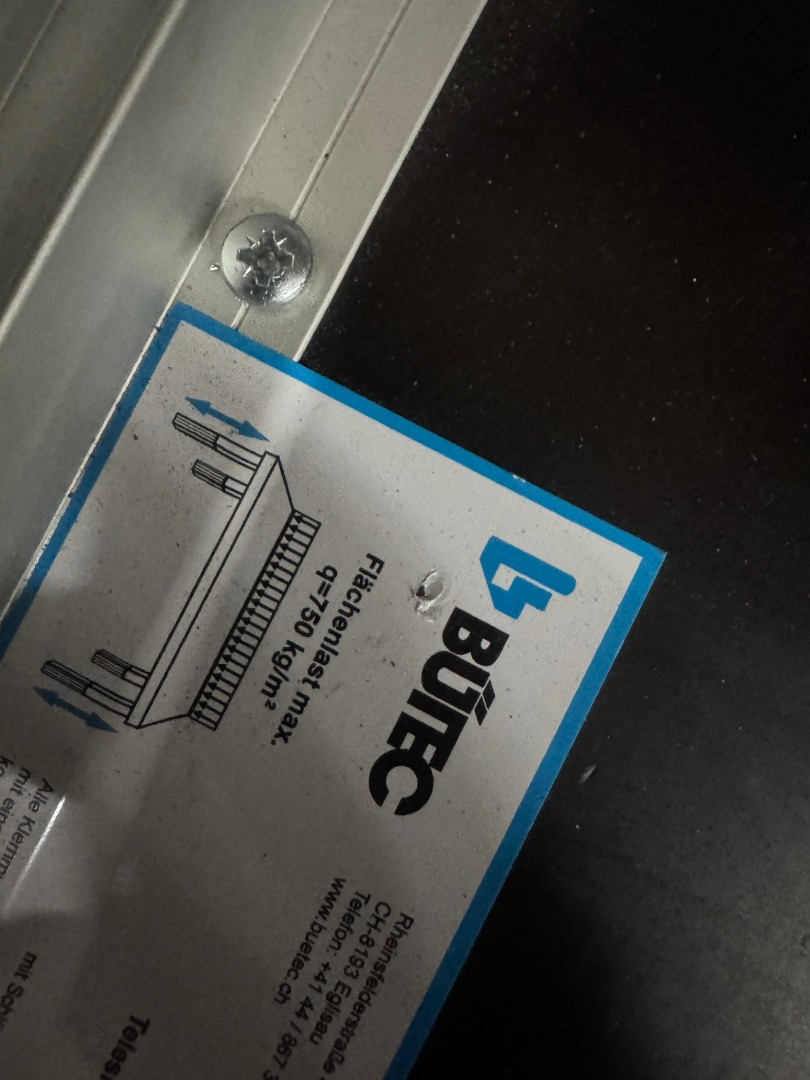 BÜTEC
Flächenlast max.
q=750 kg/m²
Rheinsfelderstraße
CH-8193 Eglisau
Telefon: +41 44 / 867
www.buetec.ch
Alle
mit
mit